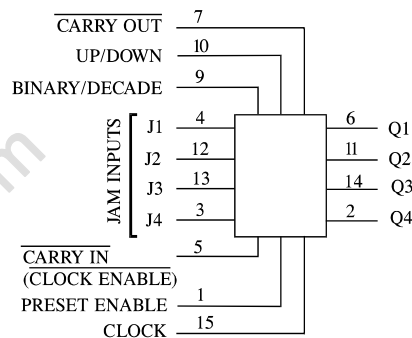 CARRY OUT 7
UP/DOWN 10
BINARY/DECADE 9
JAM INPUTS
J1 4 6 Q1
J2 12 11 Q2
J3 13 14 Q3
J4 3 2 Q4
CARRY IN 5
(CLOCK ENABLE)
PRESET ENABLE 1
CLOCK 15
m